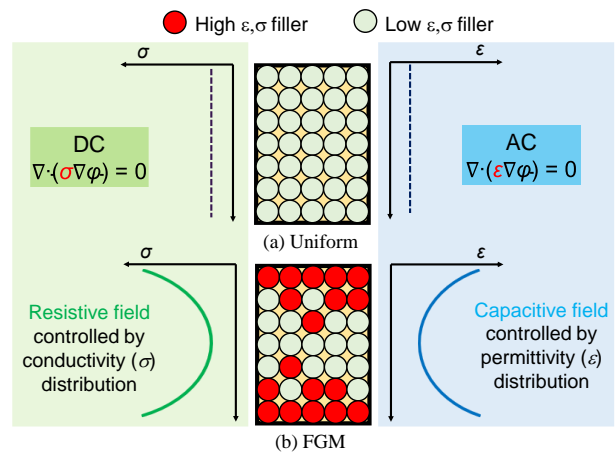 High ε,σ filler
Low ε,σ filler
σ
ε
DC
∇·(σ∇φ) = 0
AC
∇·(ε∇φ) = 0
(a) Uniform
σ
ε
Resistive field
controlled by
conductivity (σ)
distribution
Capacitive field
controlled by
permittivity (ε)
distribution
(b) FGM